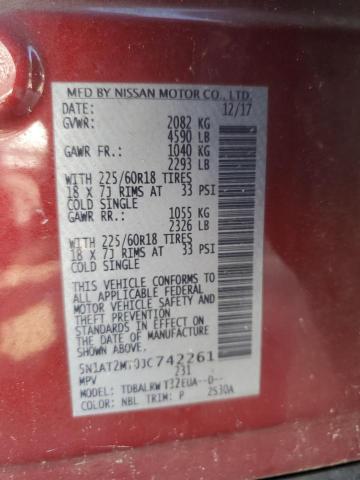 MFD BY NISSAN MOTOR CO., LTD.
DATE: 12/17
GVWR: 2082 KG
4590 LB
GAWR FR.: 1040 KG
2293 LB
WITH 225/60R18 TIRES
18 X 7J RIMS AT 33 PSI
COLD SINGLE
GAWR RR.: 1055 KG
2326 LB
WITH 225/60R18 TIRES
18 X 7J RIMS AT 33 PSI
COLD SINGLE
THIS VEHICLE CONFORMS TO
ALL APPLICABLE FEDERAL
MOTOR VEHICLE SAFETY AND
THEFT PREVENTION
STANDARDS IN EFFECT ON
THE DATE OF MANUFACTURE
SHOWN ABOVE.
742261
MPV 231
MODEL: TDBALRW T32EUA--D--
COLOR: NBL TRIM: P 2530A